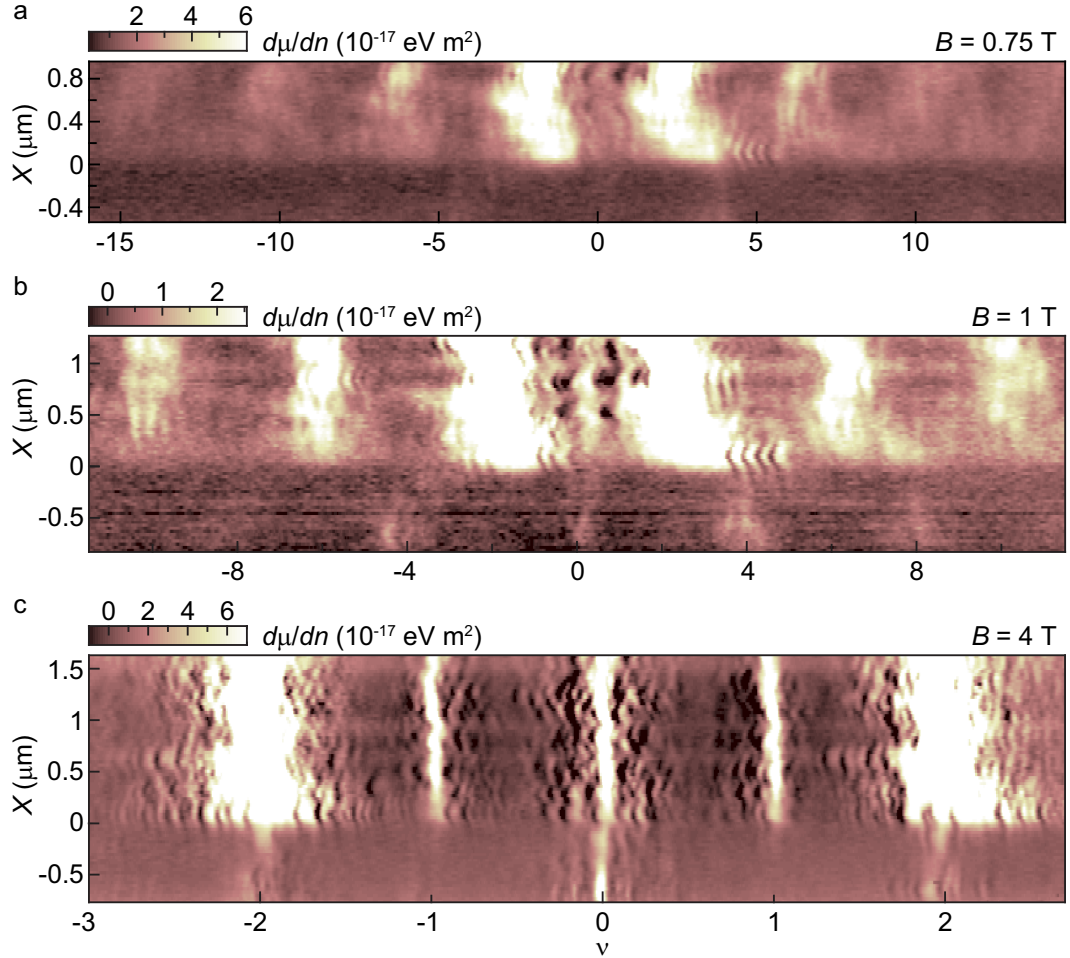 a
2 4 6
dμ/dn (10⁻¹⁷ eV m²)
B = 0.75 T
0.8
0.4
0
-0.4
X (μm)
-15 -10 -5 0 5 10
b
0 1 2
dμ/dn (10⁻¹⁷ eV m²)
B = 1 T
1
0.5
0
-0.5
X (μm)
-8 -4 0 4 8
c
0 2 4 6
dμ/dn (10⁻¹⁷ eV m²)
B = 4 T
1.5
1
0.5
0
-0.5
X (μm)
-3 -2 -1 0 1 2
ν